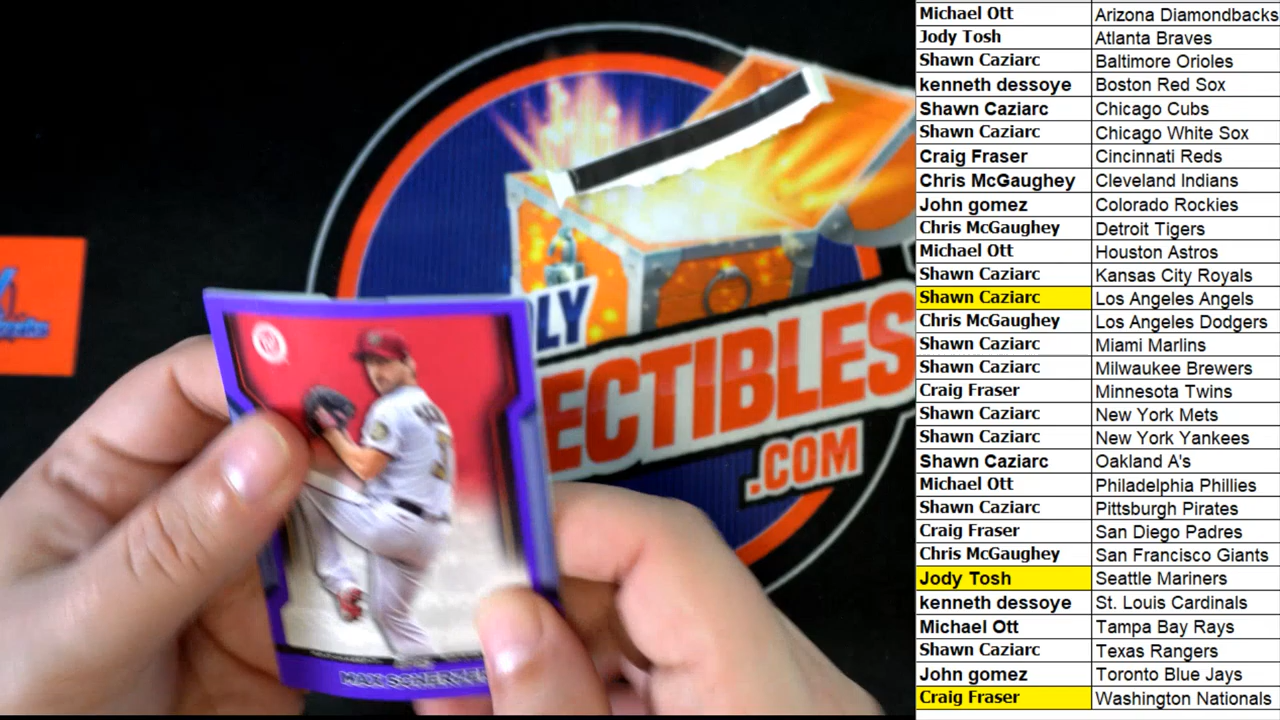 Michael Ott Arizona Diamondbacks
Jody Tosh Atlanta Braves
Shawn Caziarc Baltimore Orioles
kenneth dessoye Boston Red Sox
Shawn Caziarc Chicago Cubs
Shawn Caziarc Chicago White Sox
Craig Fraser Cincinnati Reds
Chris McGaughey Cleveland Indians
John gomez Colorado Rockies
Chris McGaughey Detroit Tigers
Michael Ott Houston Astros
Shawn Caziarc Kansas City Royals
Shawn Caziarc Los Angeles Angels
Chris McGaughey Los Angeles Dodgers
Shawn Caziarc Miami Marlins
Shawn Caziarc Milwaukee Brewers
Craig Fraser Minnesota Twins
Shawn Caziarc New York Mets
Shawn Caziarc New York Yankees
Shawn Caziarc Oakland A's
Michael Ott Philadelphia Phillies
Shawn Caziarc Pittsburgh Pirates
Craig Fraser San Diego Padres
Chris McGaughey San Francisco Giants
Jody Tosh Seattle Mariners
kenneth dessoye St. Louis Cardinals
Michael Ott Tampa Bay Rays
Shawn Caziarc Texas Rangers
John gomez Toronto Blue Jays
Craig Fraser Washington Nationals
LY
ECTIBLES
.COM
MAX SCHERZER